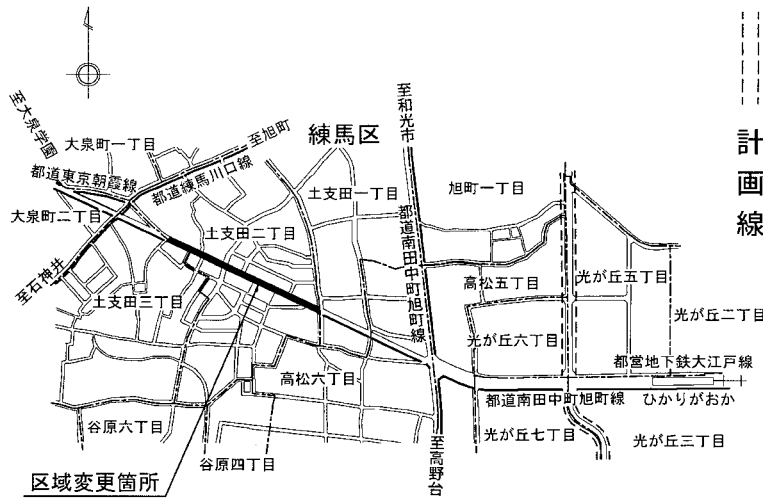 計画線
至和光市
練馬区
至旭町
至大泉学園
大泉町一丁目
都道東京朝霞線
都道練馬川口線
土支田一丁目
旭町一丁目
大泉町二丁目
土支田二丁目
都道南田中町旭町線
至石神井
土支田三丁目
高松五丁目
光が丘五丁目
光が丘二丁目
光が丘六丁目
都営地下鉄大江戸線
高松六丁目
都道南田中町旭町線
ひかりがおか
谷原六丁目
谷原四丁目
至高野台
光が丘七丁目
光が丘三丁目
区域変更箇所